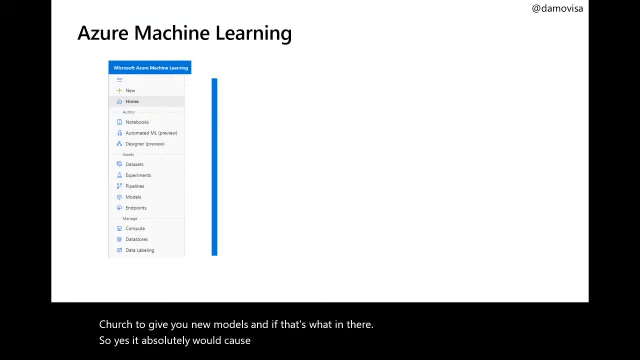 @damovisa
Azure Machine Learning
Microsoft Azure Machine Learning
New
Home
Author
Notebooks
Automated ML (preview)
Designer (preview)
Assets
Datasets
Experiments
Pipelines
Models
Endpoints
Manage
Compute
Datastores
Data Labeling
Church to give you new models and if that's what in there.
So yes it absolutely would cause